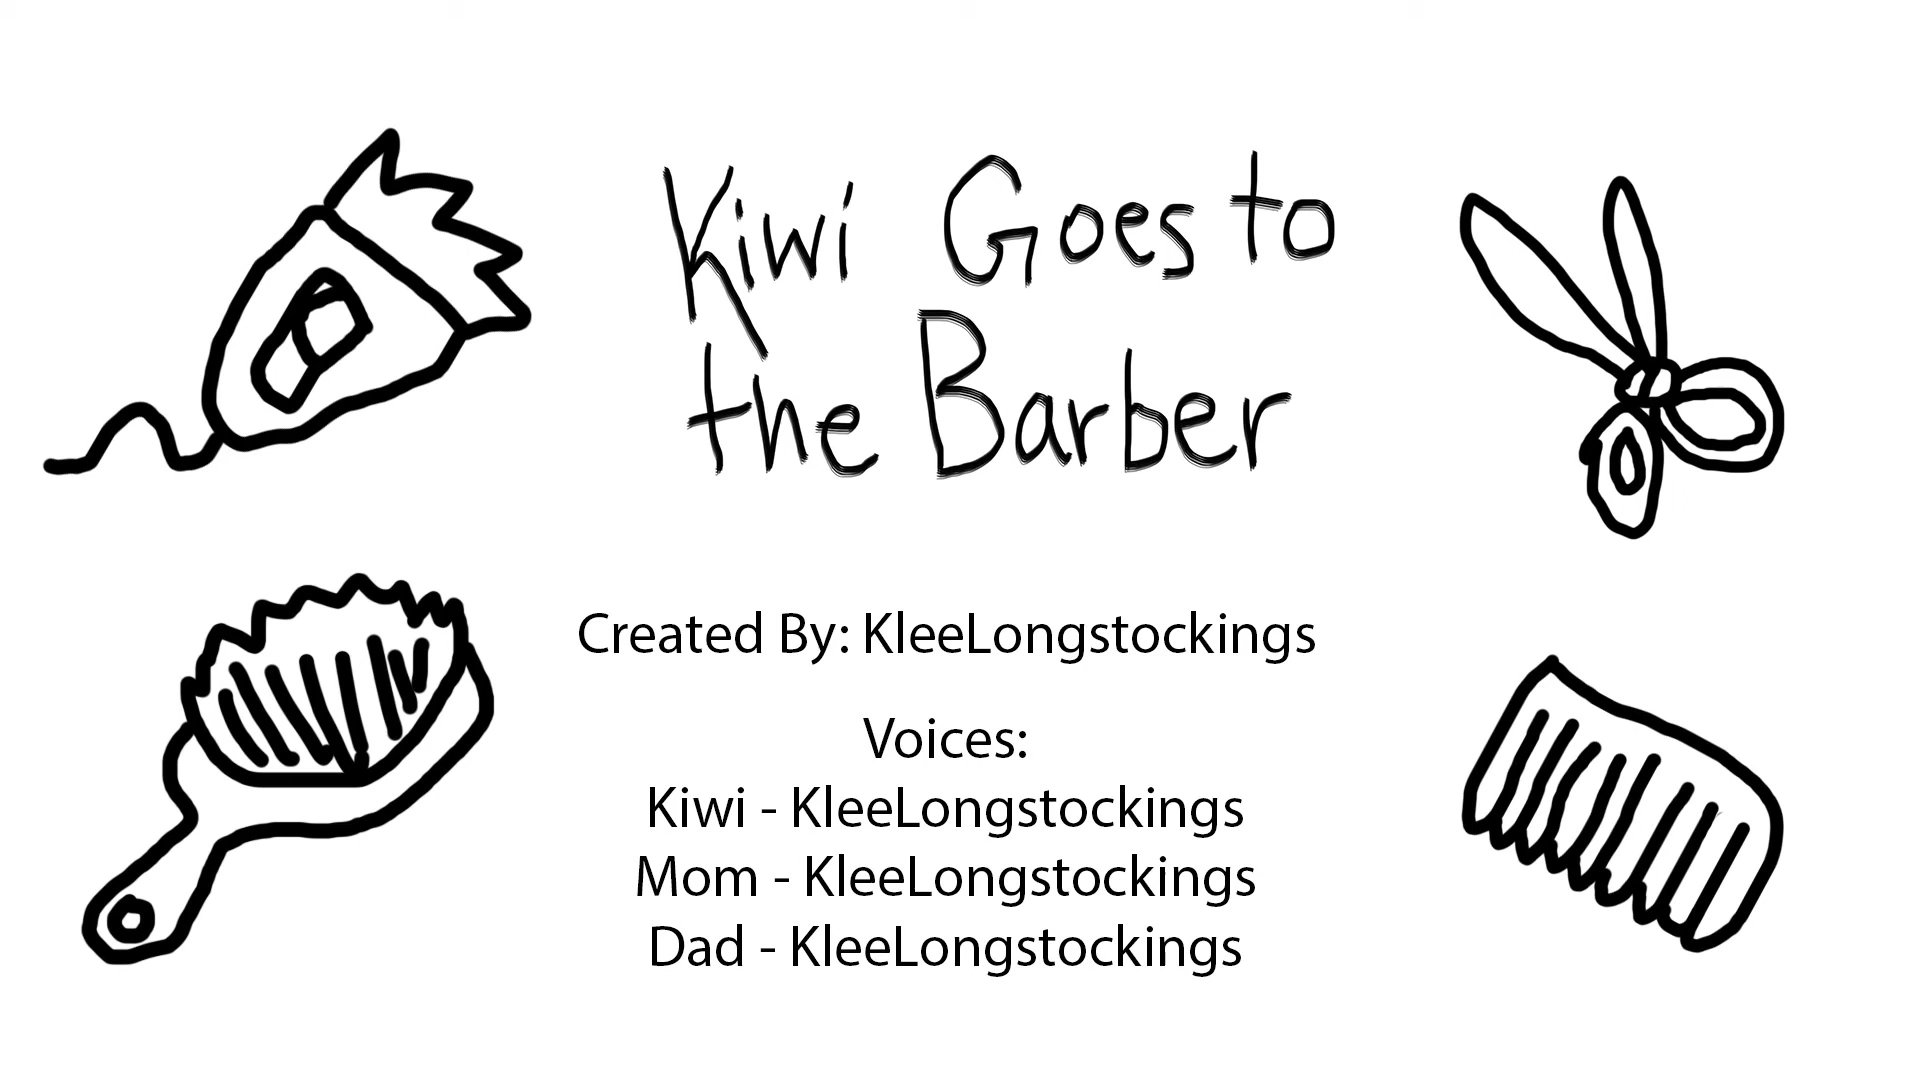 Kiwi Goes to
the Barber
Created By: KleeLongstockings
Voices:
Kiwi - KleeLongstockings
Mom - KleeLongstockings
Dad - KleeLongstockings